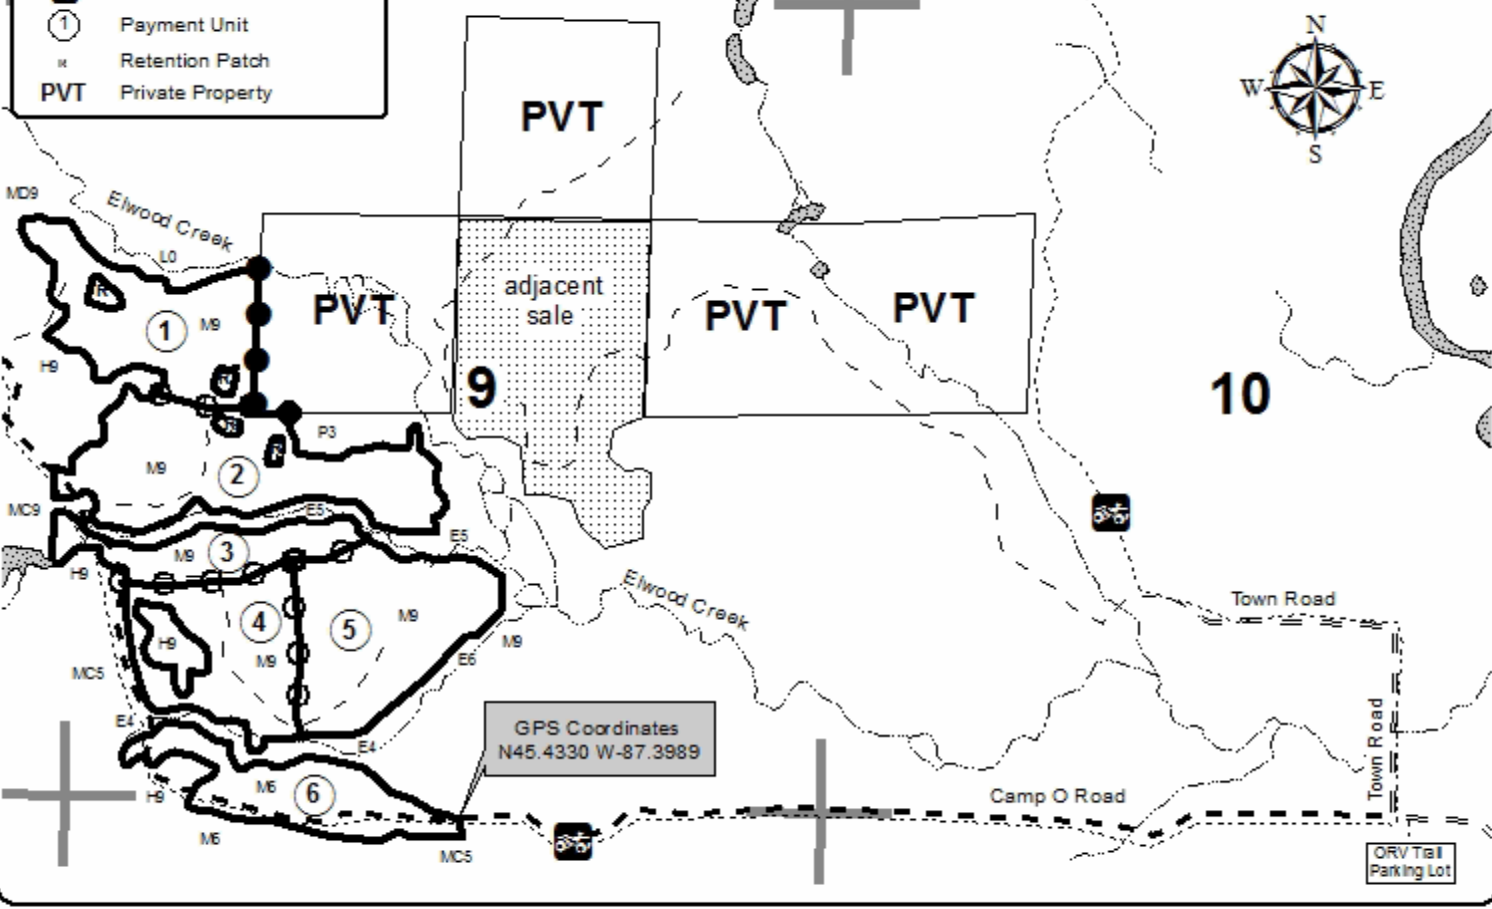 1 Payment Unit
R Retention Patch
PVT Private Property
N
W E
S
PVT
MD9
Elwood Creek
L0
adjacent
sale
PVT
PVT
PVT
R
1
M9
H9
R
9
10
R
P3
R
M9
2
MC9
E5
E5
M9
3
H9
Elwood Creek
Town Road
4
5
M9
H9
M9
M9
E6
MC5
Town Road
E4
GPS Coordinates
N45.4330 W-87.3989
E4
M6
6
H9
Camp O Road
M6
MC5
ORV Trail
Parking Lot